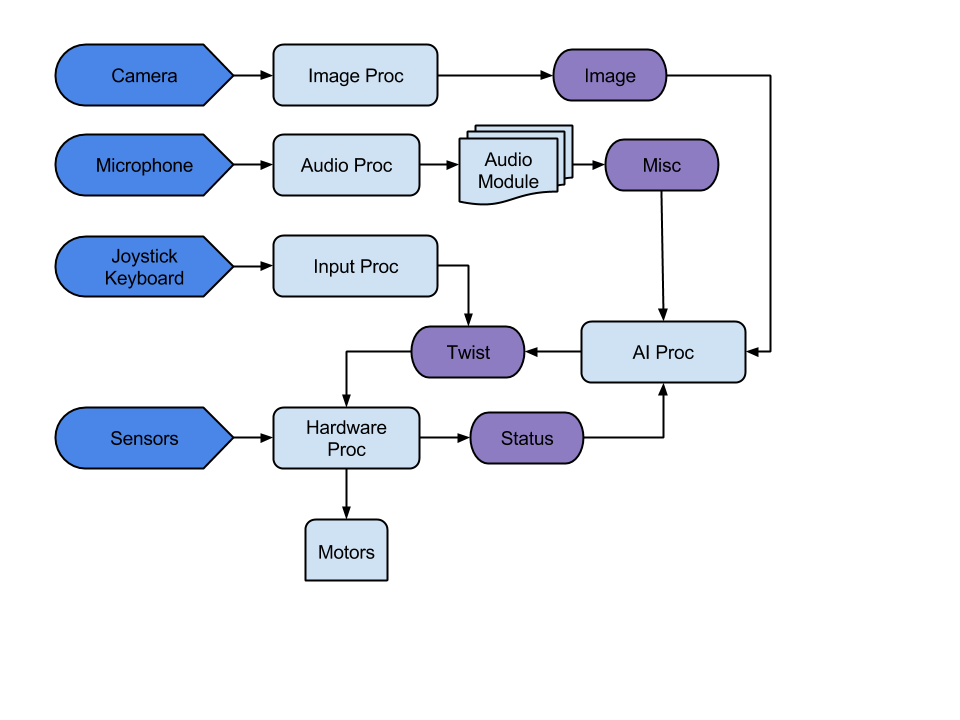 Camera
Image Proc
Image
Microphone
Audio Proc
Audio
Module
Misc
Joystick
Keyboard
Input Proc
Twist
AI Proc
Sensors
Hardware
Proc
Status
Motors